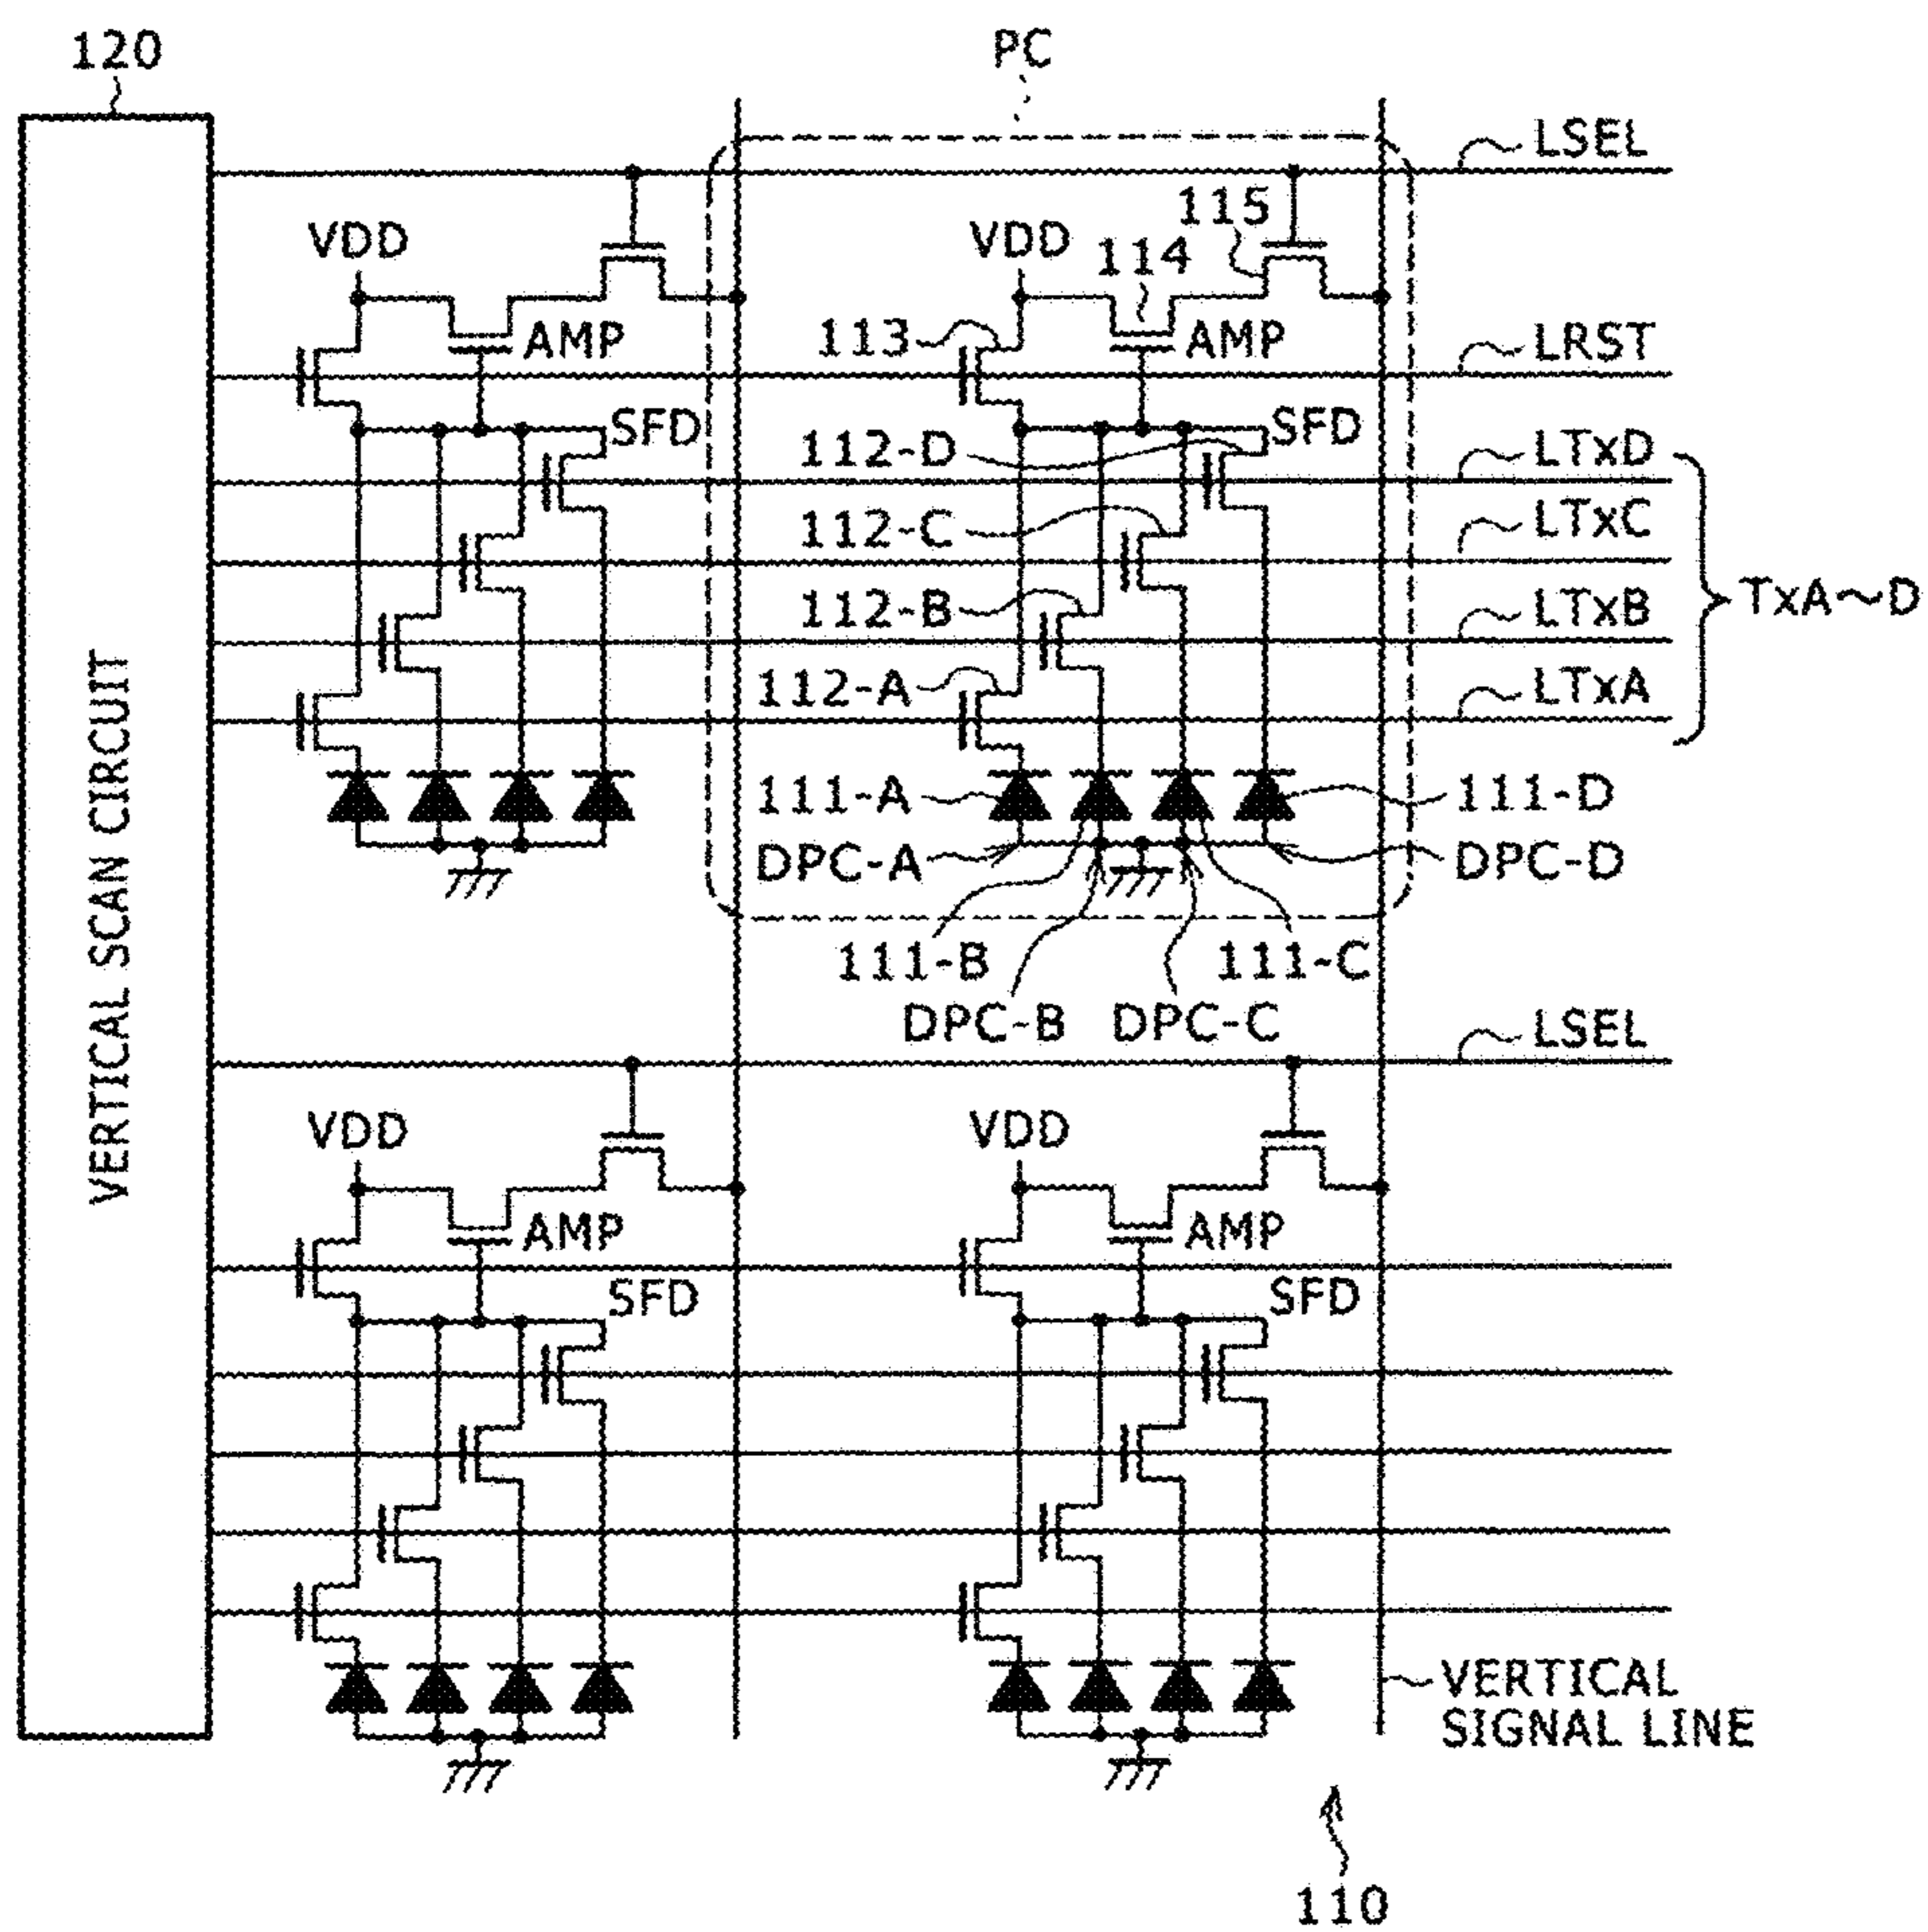 120
PC
LSEL
115
VDD
VDD
114
113
AMP
AMP
LRST
SFD
SFD
112-D
LTxD
112-C
LTxC
TxA~D
112-B
LTxB
112-A
LTxA
VERTICAL SCAN CIRCUIT
111-A
111-D
DPC-A
DPC-D
111-B
111-C
DPC-B
DPC-C
LSEL
VDD
VDD
AMP
AMP
SFD
SFD
VERTICAL
SIGNAL LINE
110